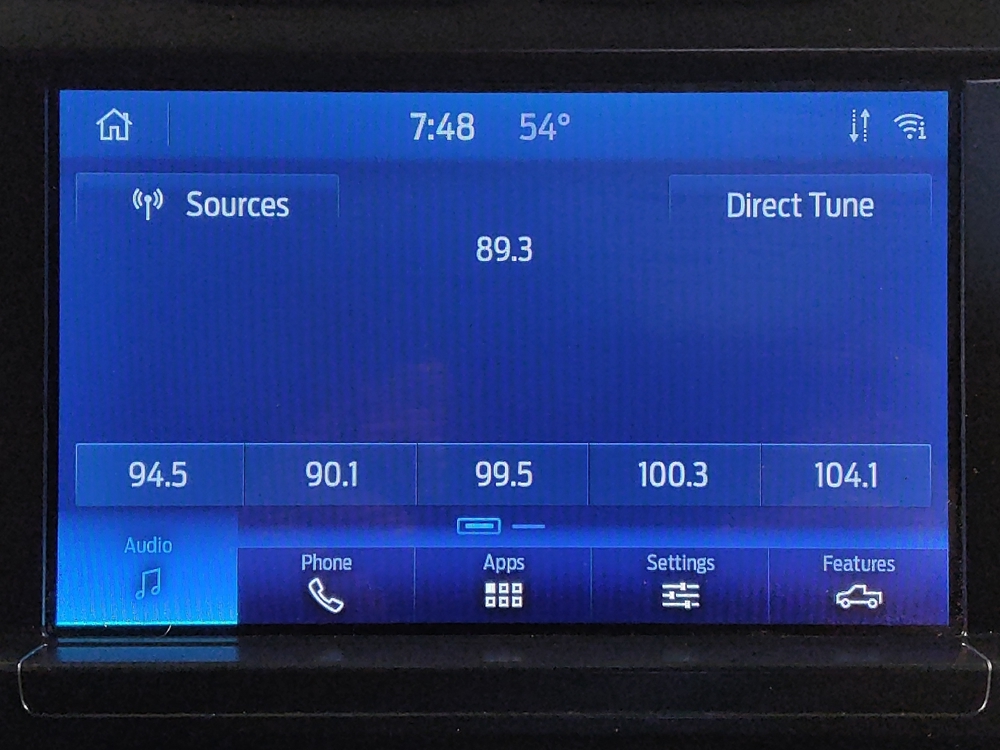 7:48 54°
Sources Direct Tune
89.3
94.5 90.1 99.5 100.3 104.1
Audio Phone Apps Settings Features